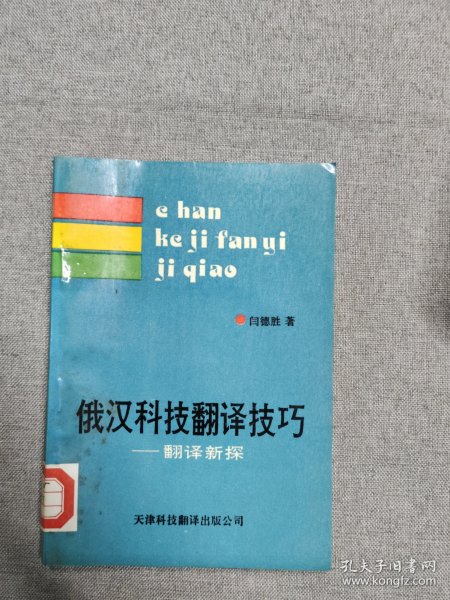 e han
ke ji fan yi
ji qiao
闫德胜 著
俄汉科技翻译技巧
——翻译新探
天津科技翻译出版公司
孔夫子旧书网
www.kongfz.com